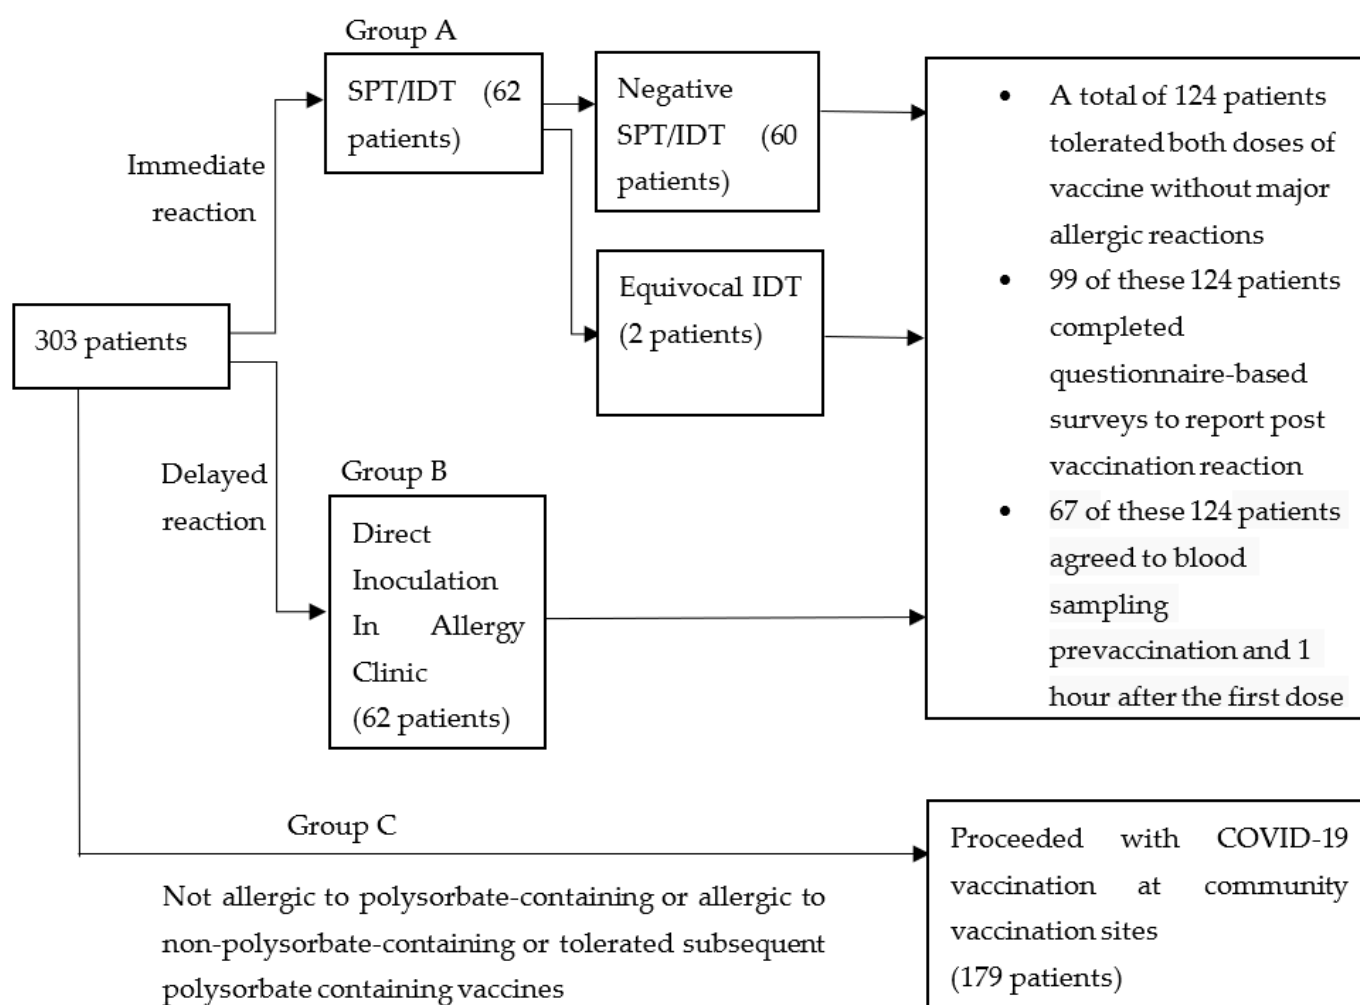 Group A
SPT/IDT (62
patients)
Negative
SPT/IDT (60
patients)
Immediate
reaction
Equivocal IDT
(2 patients)
303 patients
Delayed
reaction
Group B
Direct
Inoculation
In Allergy
Clinic
(62 patients)
• A total of 124 patients
tolerated both doses of
vaccine without major
allergic reactions
• 99 of these 124 patients
completed
questionnaire-based
surveys to report post
vaccination reaction
• 67 of these 124 patients
agreed to blood
sampling
prevaccination and 1
hour after the first dose
Group C
Not allergic to polysorbate-containing or allergic to
non-polysorbate-containing or tolerated subsequent
polysorbate containing vaccines
Proceeded with COVID-19
vaccination at community
vaccination sites
(179 patients)